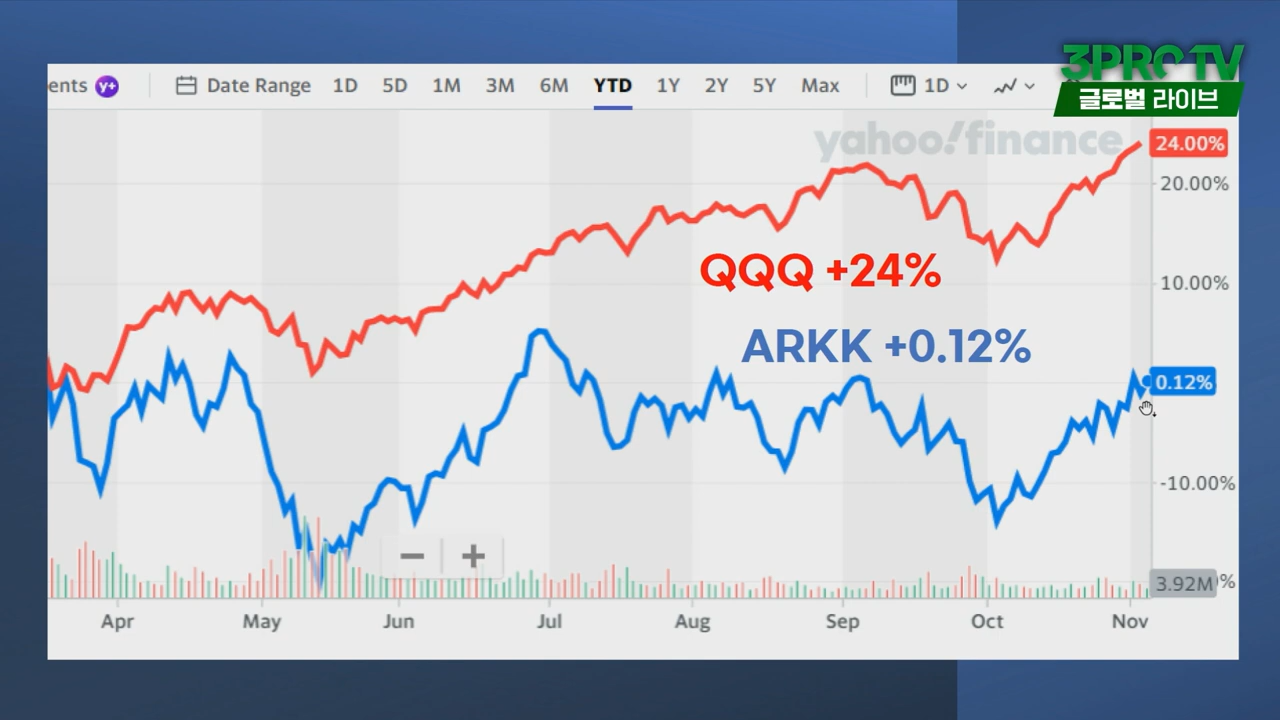 3PROTV
글로벌 라이브
ents y+ Date Range 1D 5D 1M 3M 6M YTD 1Y 2Y 5Y Max 1D
yahoo!finance
24.00%
20.00%
QQQ +24%
10.00%
ARKK +0.12%
0.12%
-10.00%
3.92M %
Apr May Jun Jul Aug Sep Oct Nov